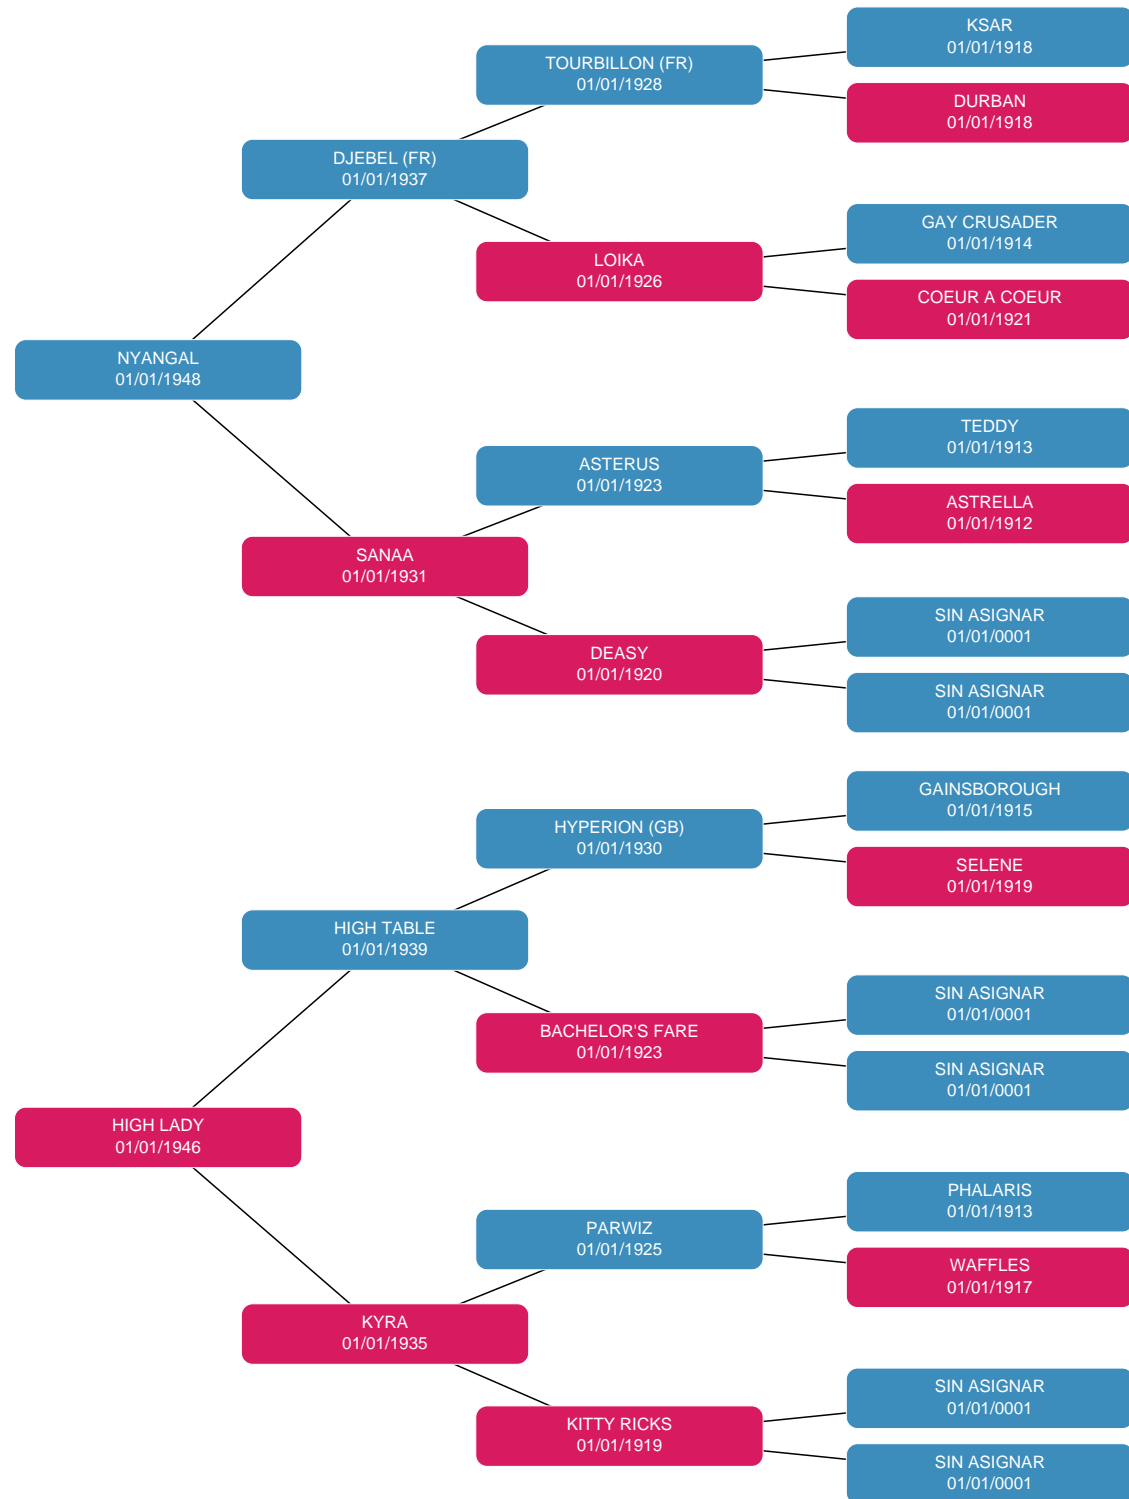 KSAR
01/01/1918
TOURBILLON (FR)
01/01/1928
DURBAN
01/01/1918
DJEBEL (FR)
01/01/1937
GAY CRUSADER
01/01/1914
LOIKA
01/01/1926
COEUR A COEUR
01/01/1921
NYANGAL
01/01/1948
TEDDY
01/01/1913
ASTERUS
01/01/1923
ASTRELLA
01/01/1912
SANAA
01/01/1931
SIN ASIGNAR
01/01/0001
DEASY
01/01/1920
SIN ASIGNAR
01/01/0001
GAINSBOROUGH
01/01/1915
HYPERION (GB)
01/01/1930
SELENE
01/01/1919
HIGH TABLE
01/01/1939
SIN ASIGNAR
01/01/0001
BACHELOR'S FARE
01/01/1923
SIN ASIGNAR
01/01/0001
HIGH LADY
01/01/1946
PHALARIS
01/01/1913
PARWIZ
01/01/1925
WAFFLES
01/01/1917
KYRA
01/01/1935
SIN ASIGNAR
01/01/0001
KITTY RICKS
01/01/1919
SIN ASIGNAR
01/01/0001